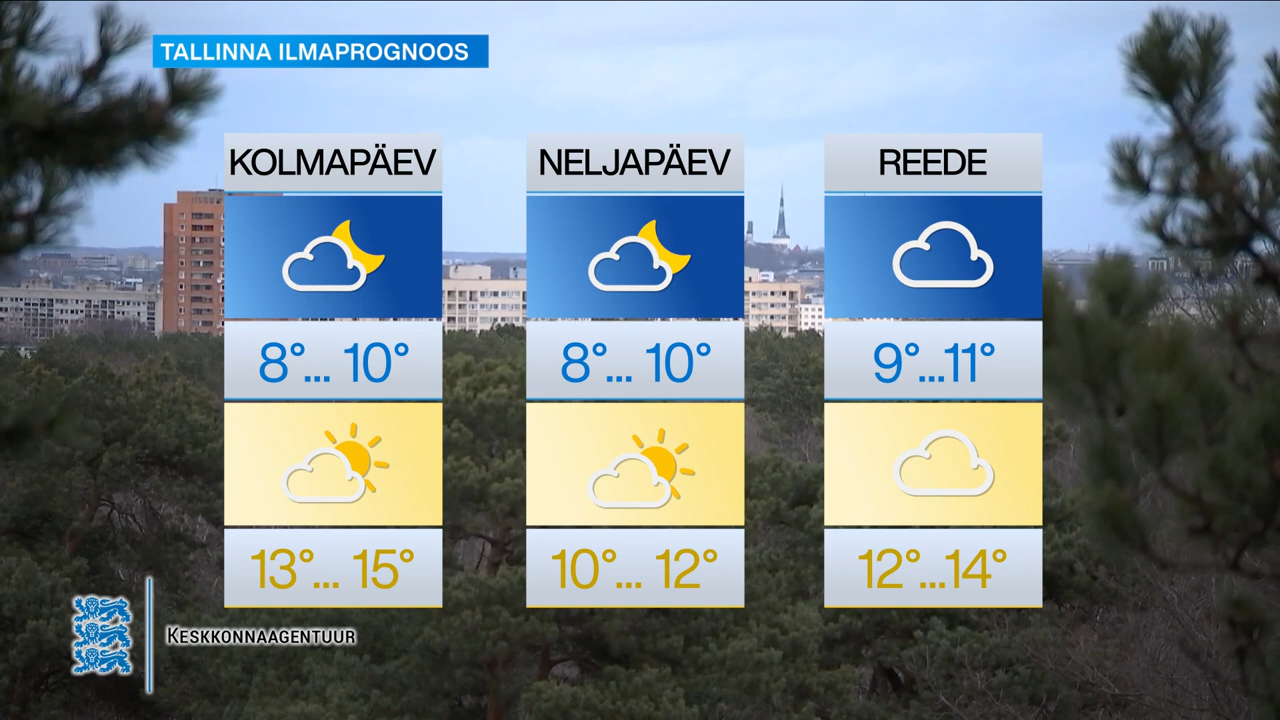 TALLINNA ILMAPROGNOOS
KOLMAPÄEV
8°... 10°
13°... 15°
NELJAPÄEV
8°... 10°
10°... 12°
REEDE
9°...11°
12°...14°
KESKKONNAAGENTUUR